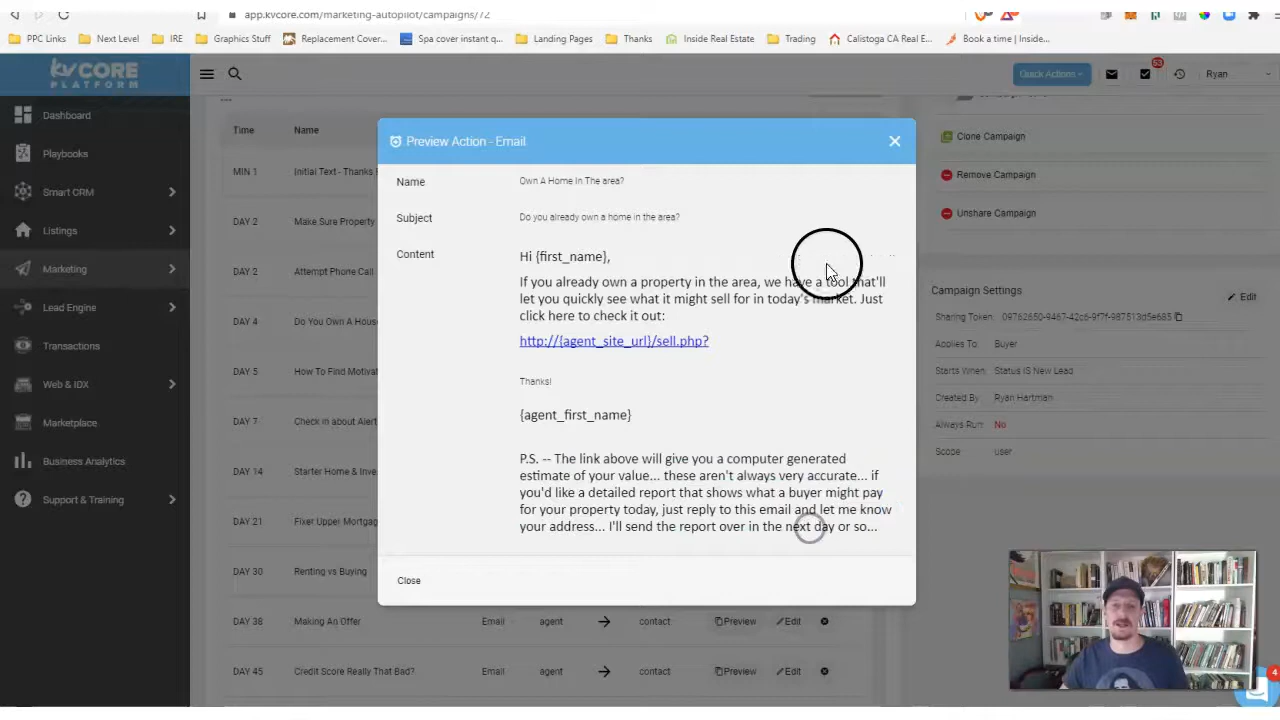 app.kvcore.com/marketing-autopilot/campaigns/72
PPC Links
Next Level
IRE
Graphics Stuff
Replacement Cover...
Spa cover instant q...
Landing Pages
Thanks
Inside Real Estate
Trading
Calistoga CA Real E...
Book a time | Inside...
kvCORE
PLATFORM
Quick Actions
53
Ryan
Dashboard
Playbooks
Smart CRM
Listings
Marketing
Lead Engine
Transactions
Web & IDX
Marketplace
Business Analytics
Support & Training
Time Name
MIN 1 Initial Text - Thanks
DAY 2 Make Sure Property
DAY 2 Attempt Phone Call
DAY 4 Do You Own A Hous
DAY 5 How To Find Motivat
DAY 7 Check in about Alert
DAY 14 Starter Home & Inve
DAY 21 Fixer Upper Mortgag
DAY 30 Renting vs Buying
DAY 38 Making An Offer Email agent contact Preview Edit
DAY 45 Credit Score Really That Bad? Email agent contact Preview Edit
Preview Action - Email
Name Own A Home In The area?
Subject Do you already own a home in the area?
Content Hi {first_name},
If you already own a property in the area, we have a tool that'll
let you quickly see what it might sell for in today's market. Just
click here to check it out:
http://{agent_site_url}/sell.php?
Thanks!
{agent_first_name}
P.S. -- The link above will give you a computer generated
estimate of your value... these aren't always very accurate... if
you'd like a detailed report that shows what a buyer might pay
for your property today, just reply to this email and let me know
your address... I'll send the report over in the next day or so...
Close
Clone Campaign
Remove Campaign
Unshare Campaign
Campaign Settings Edit
Sharing Token: 09762650-9467-42c6-9f7f-987513d5e685
Applies To: Buyer
Starts When: Status IS New Lead
Created By: Ryan Hartman
Always Run: No
Scope: user
4